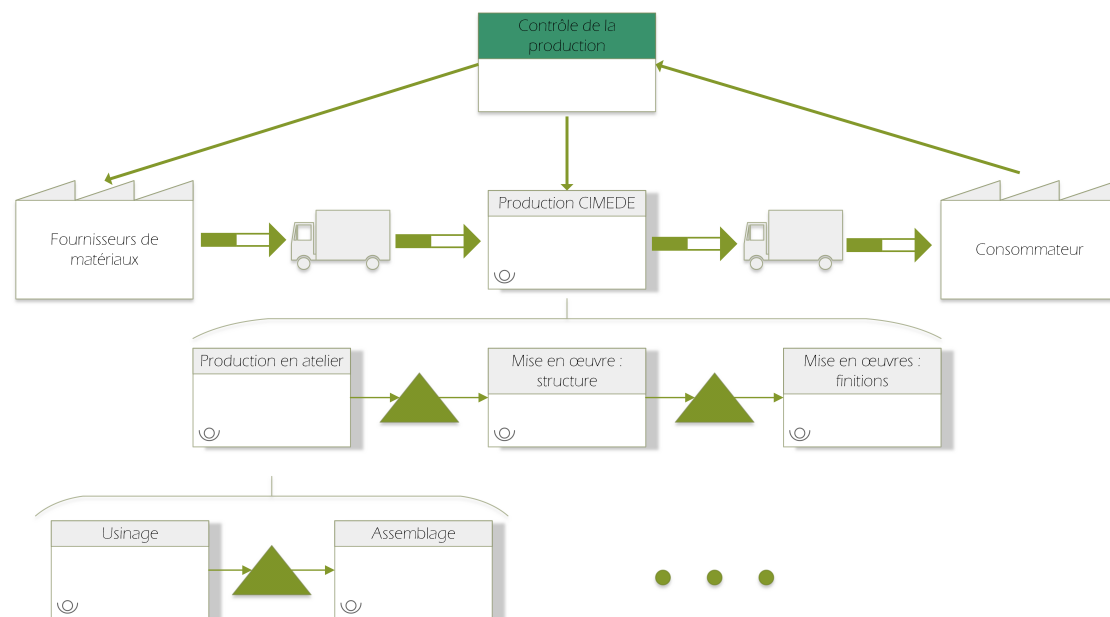 Contrôle de la
production
Fournisseurs de
matériaux
Production CIMEDE
Consommateur
Production en atelier
Mise en œuvre :
structure
Mise en œuvres :
finitions
Usinage
Assemblage